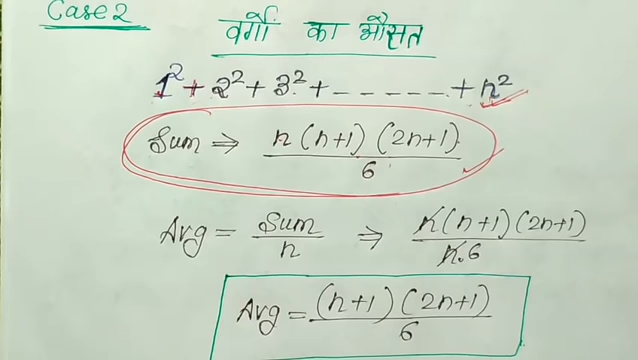 Case 2
वर्गो का औसत
1² + 2² + 3² + ------ + n²
Sum ⇒ n(n+1)(2n+1)/6
Avg = Sum/n ⇒ n(n+1)(2n+1)/n.6
Avg = (n+1)(2n+1)/6